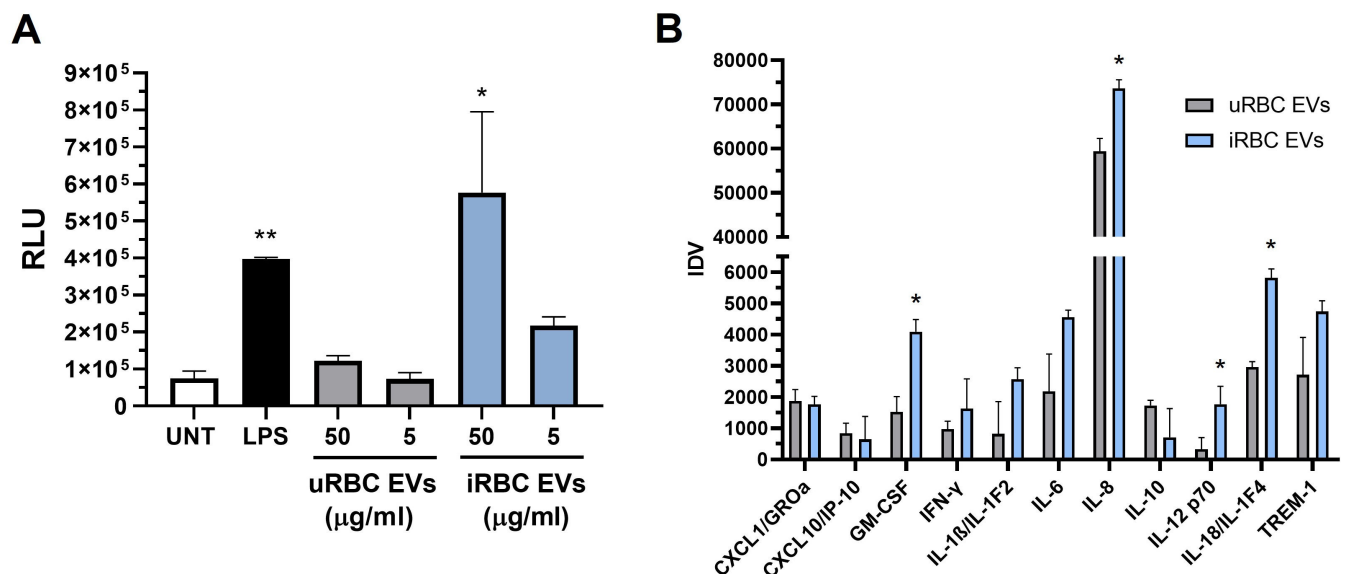 A
RLU
9×10⁵
8×10⁵
7×10⁵
6×10⁵
5×10⁵
4×10⁵
3×10⁵
2×10⁵
1×10⁵
0
**
*
UNT LPS 50 5 50 5
uRBC EVs iRBC EVs
(μg/ml) (μg/ml)
B
IDV
80000
70000
60000
50000
40000
6000
5000
4000
3000
2000
1000
0
*
*
*
*
uRBC EVs
iRBC EVs
CXCL1/GROa
CXCL10/IP-10
GM-CSF
IFN-γ
IL-1ß/IL-1F2
IL-6
IL-8
IL-10
IL-12 p70
IL-18/IL-1F4
TREM-1